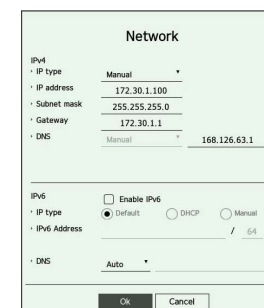 Network
IPv4
IP type Manual
IP address 172.30.1.100
Subnet mask 255.255.255.0
Gateway 172.30.1.1
DNS Manual 168.126.63.1
IPv6 Enable IPv6
IP type Default DHCP Manual
IPv6 Address / 64
DNS Auto
Ok Cancel